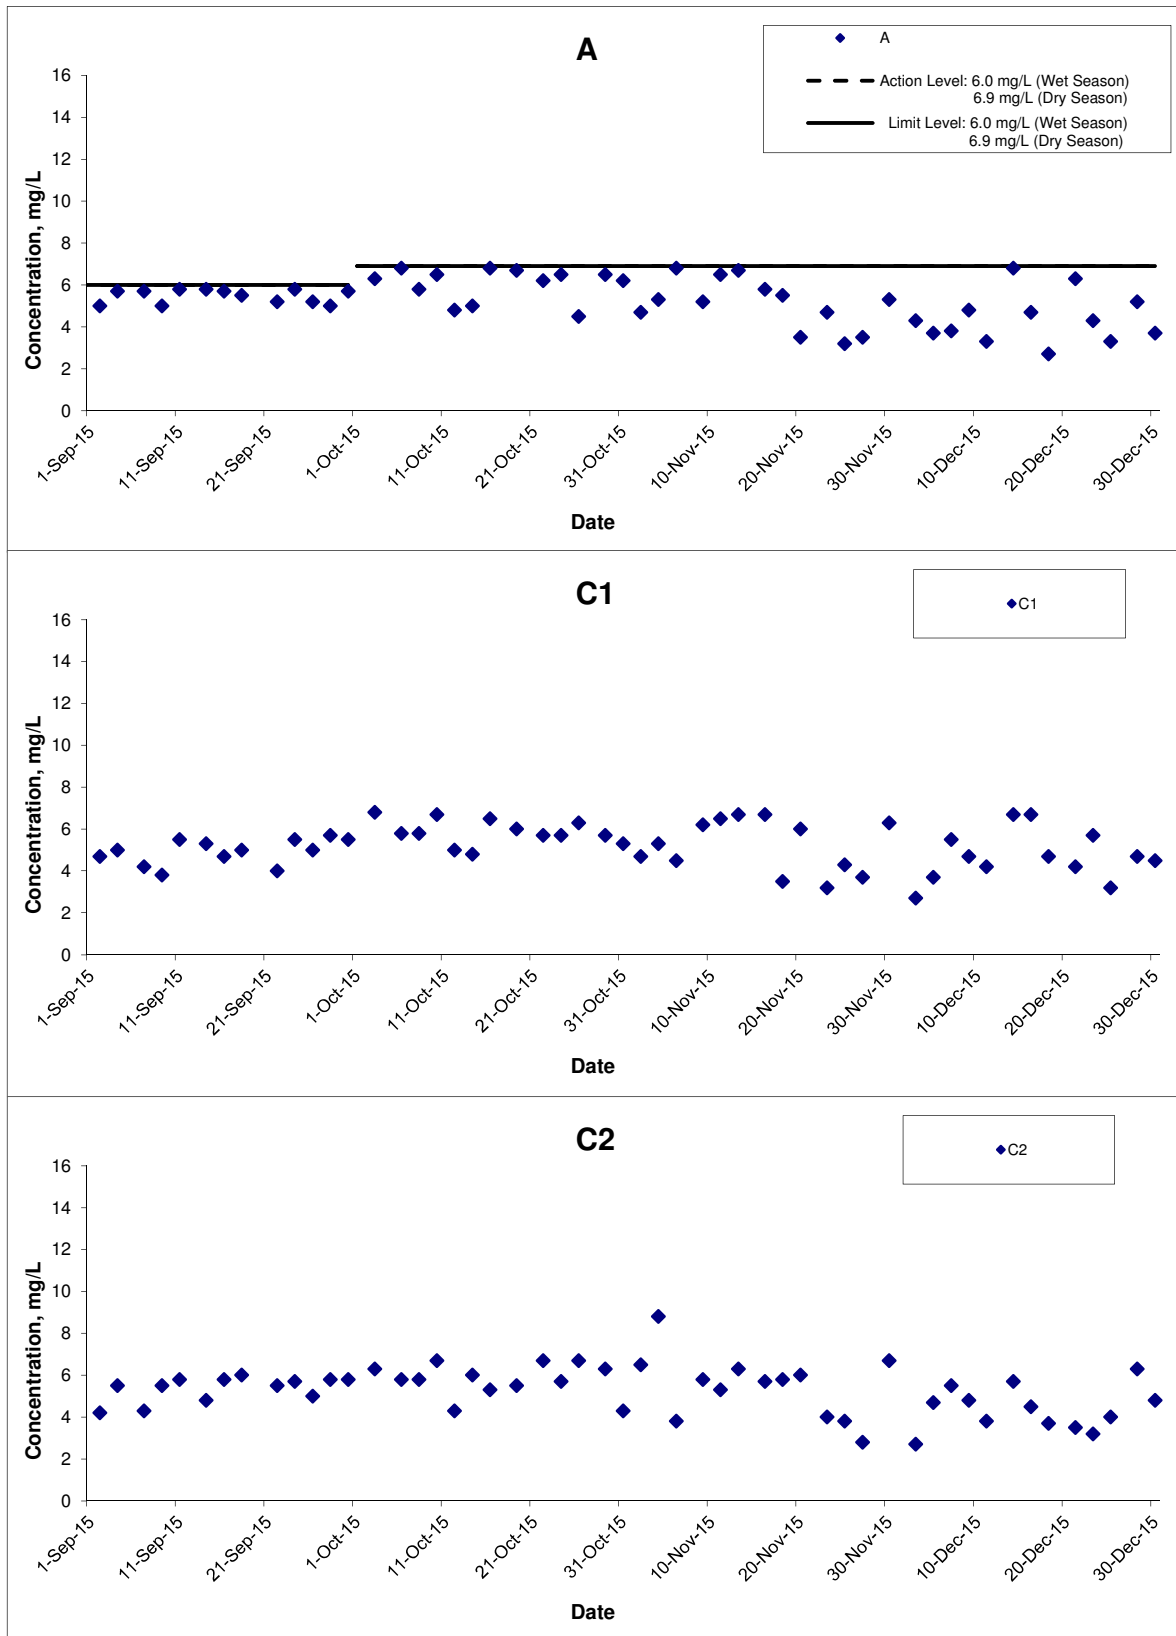 A
A
Action Level: 6.0 mg/L (Wet Season)
6.9 mg/L (Dry Season)
Limit Level: 6.0 mg/L (Wet Season)
6.9 mg/L (Dry Season)
Concentration, mg/L
16
14
12
10
8
6
4
2
0
1-Sep-15
11-Sep-15
21-Sep-15
1-Oct-15
11-Oct-15
21-Oct-15
31-Oct-15
10-Nov-15
20-Nov-15
30-Nov-15
10-Dec-15
20-Dec-15
30-Dec-15
Date
C1
C1
Concentration, mg/L
16
14
12
10
8
6
4
2
0
1-Sep-15
11-Sep-15
21-Sep-15
1-Oct-15
11-Oct-15
21-Oct-15
31-Oct-15
10-Nov-15
20-Nov-15
30-Nov-15
10-Dec-15
20-Dec-15
30-Dec-15
Date
C2
C2
Concentration, mg/L
16
14
12
10
8
6
4
2
0
1-Sep-15
11-Sep-15
21-Sep-15
1-Oct-15
11-Oct-15
21-Oct-15
31-Oct-15
10-Nov-15
20-Nov-15
30-Nov-15
10-Dec-15
20-Dec-15
30-Dec-15
Date